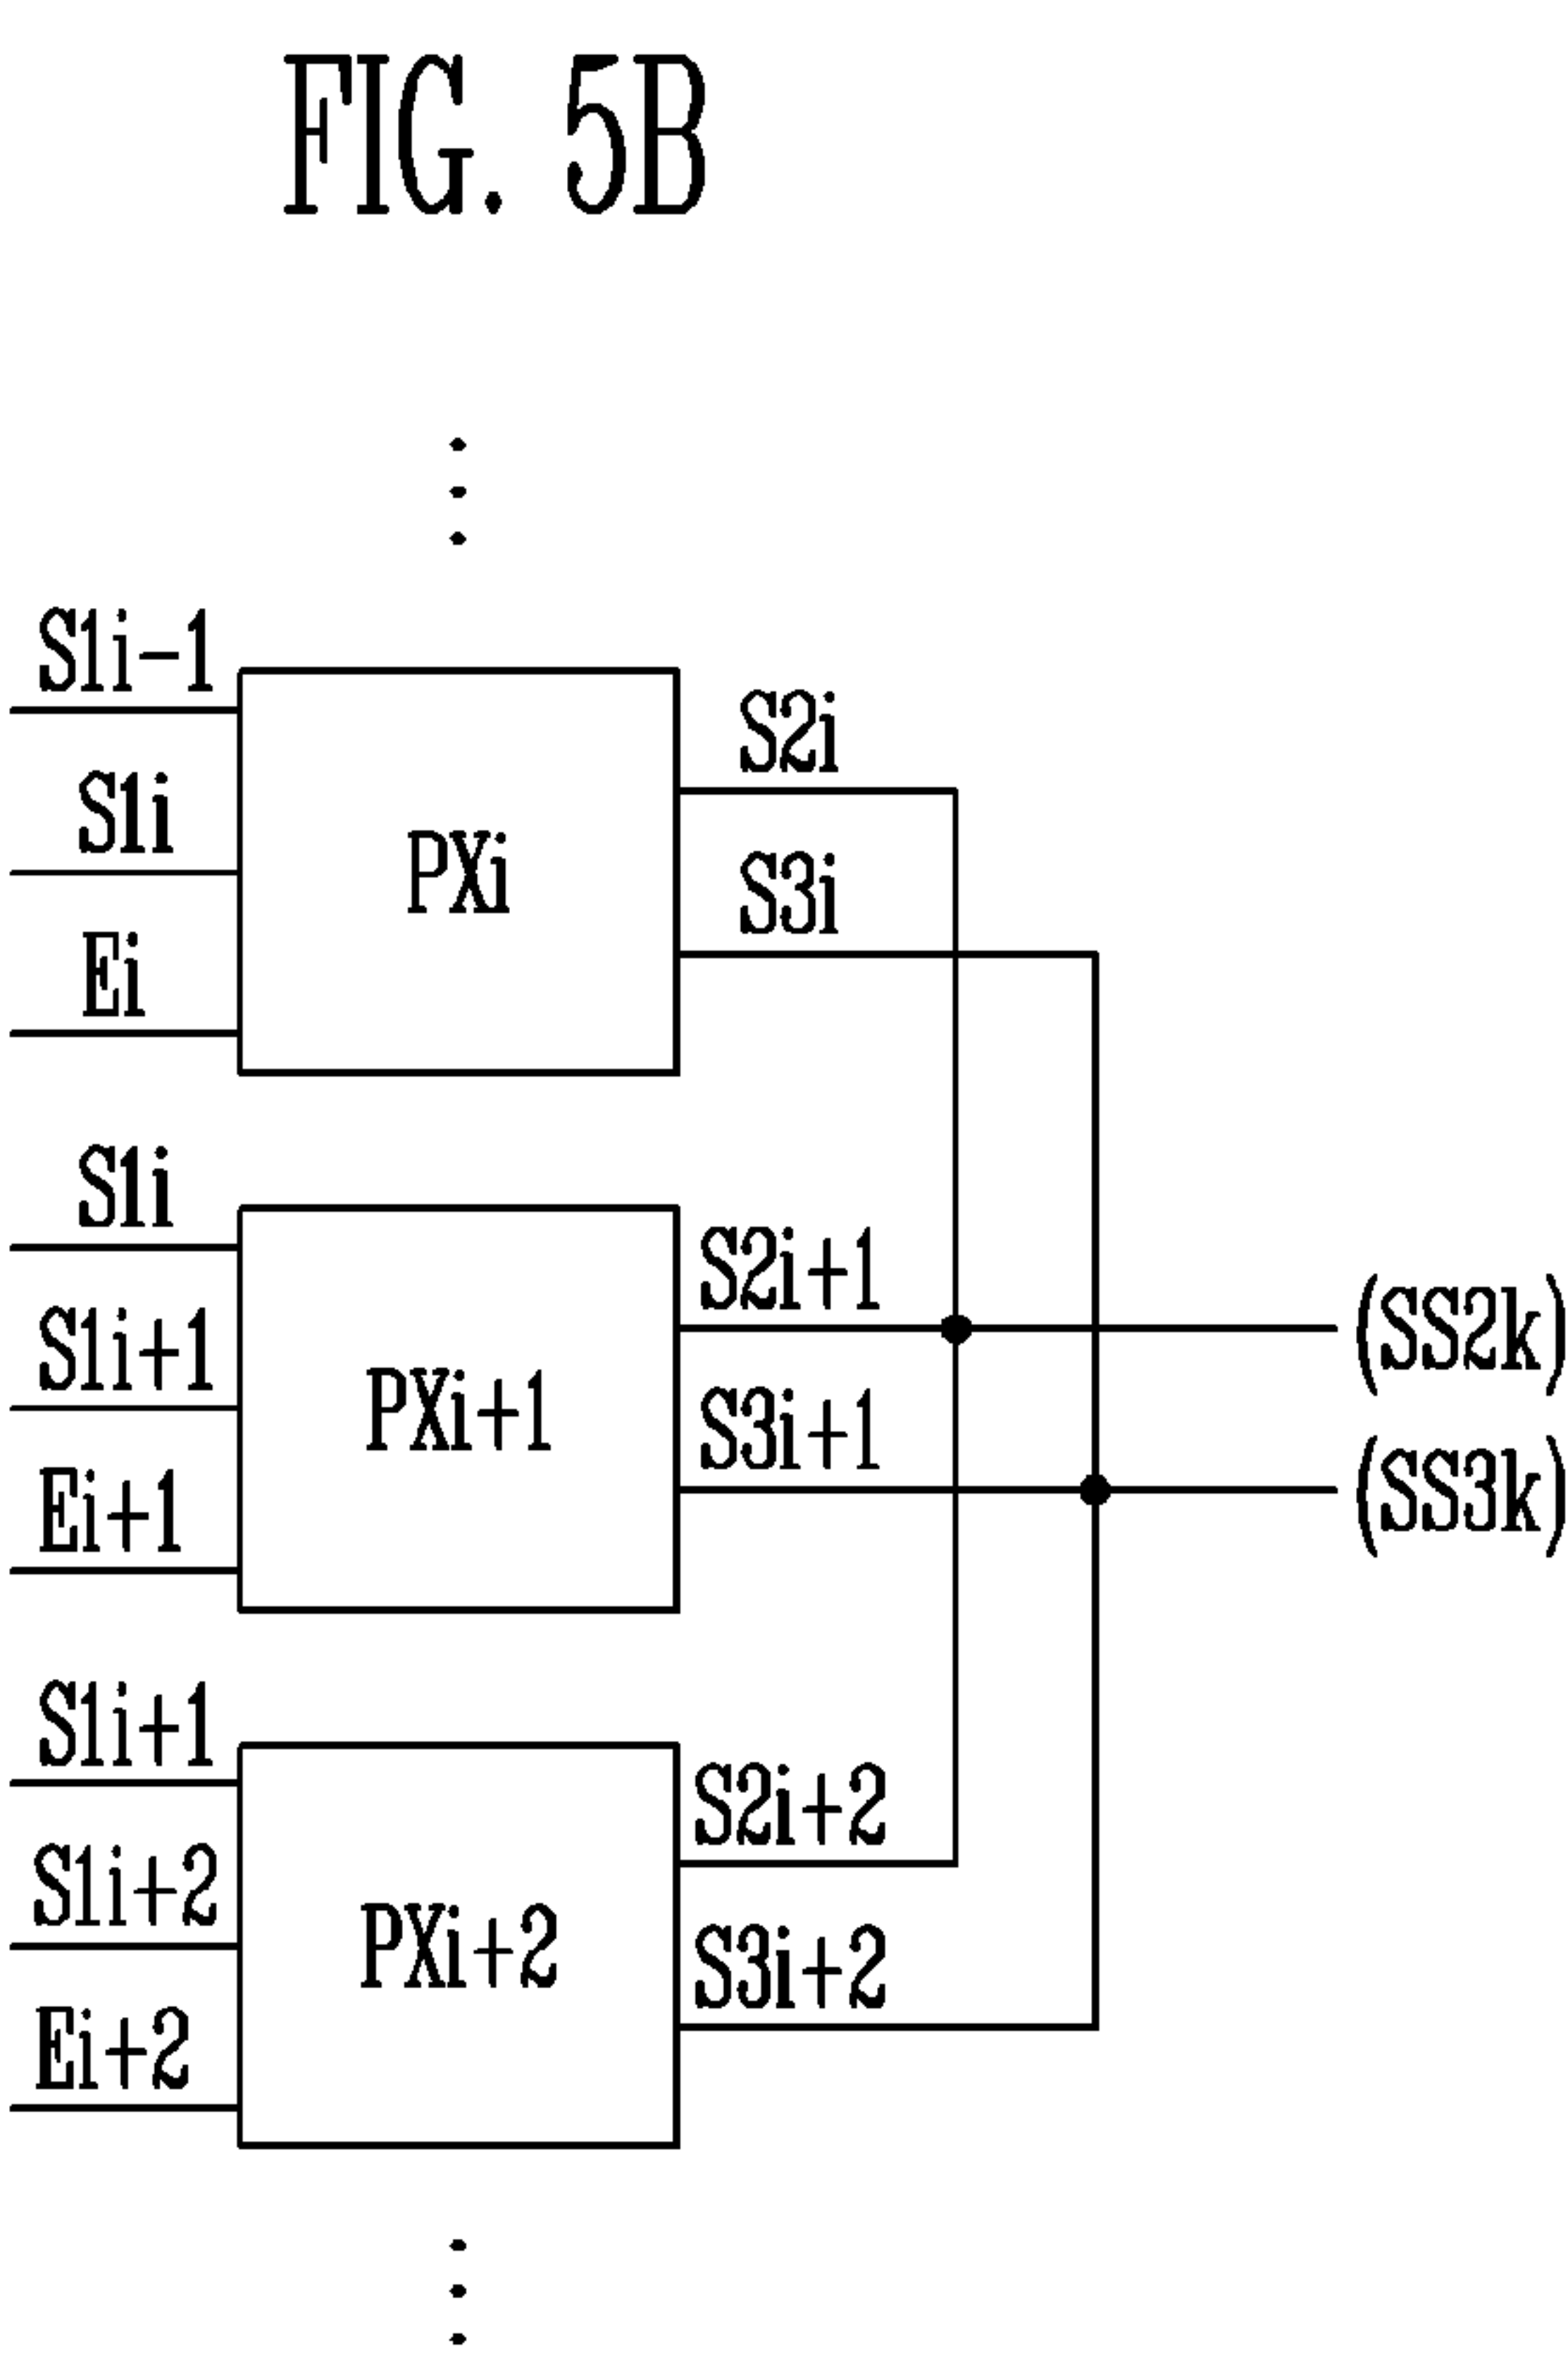 FIG. 5B
S1i-1
S1i
Ei
PXi
S2i
S3i
S1i
S1i+1
Ei+1
PXi+1
S2i+1
S3i+1
(SS2k)
(SS3k)
S1i+1
S1i+2
Ei+2
PXi+2
S2i+2
S3i+2